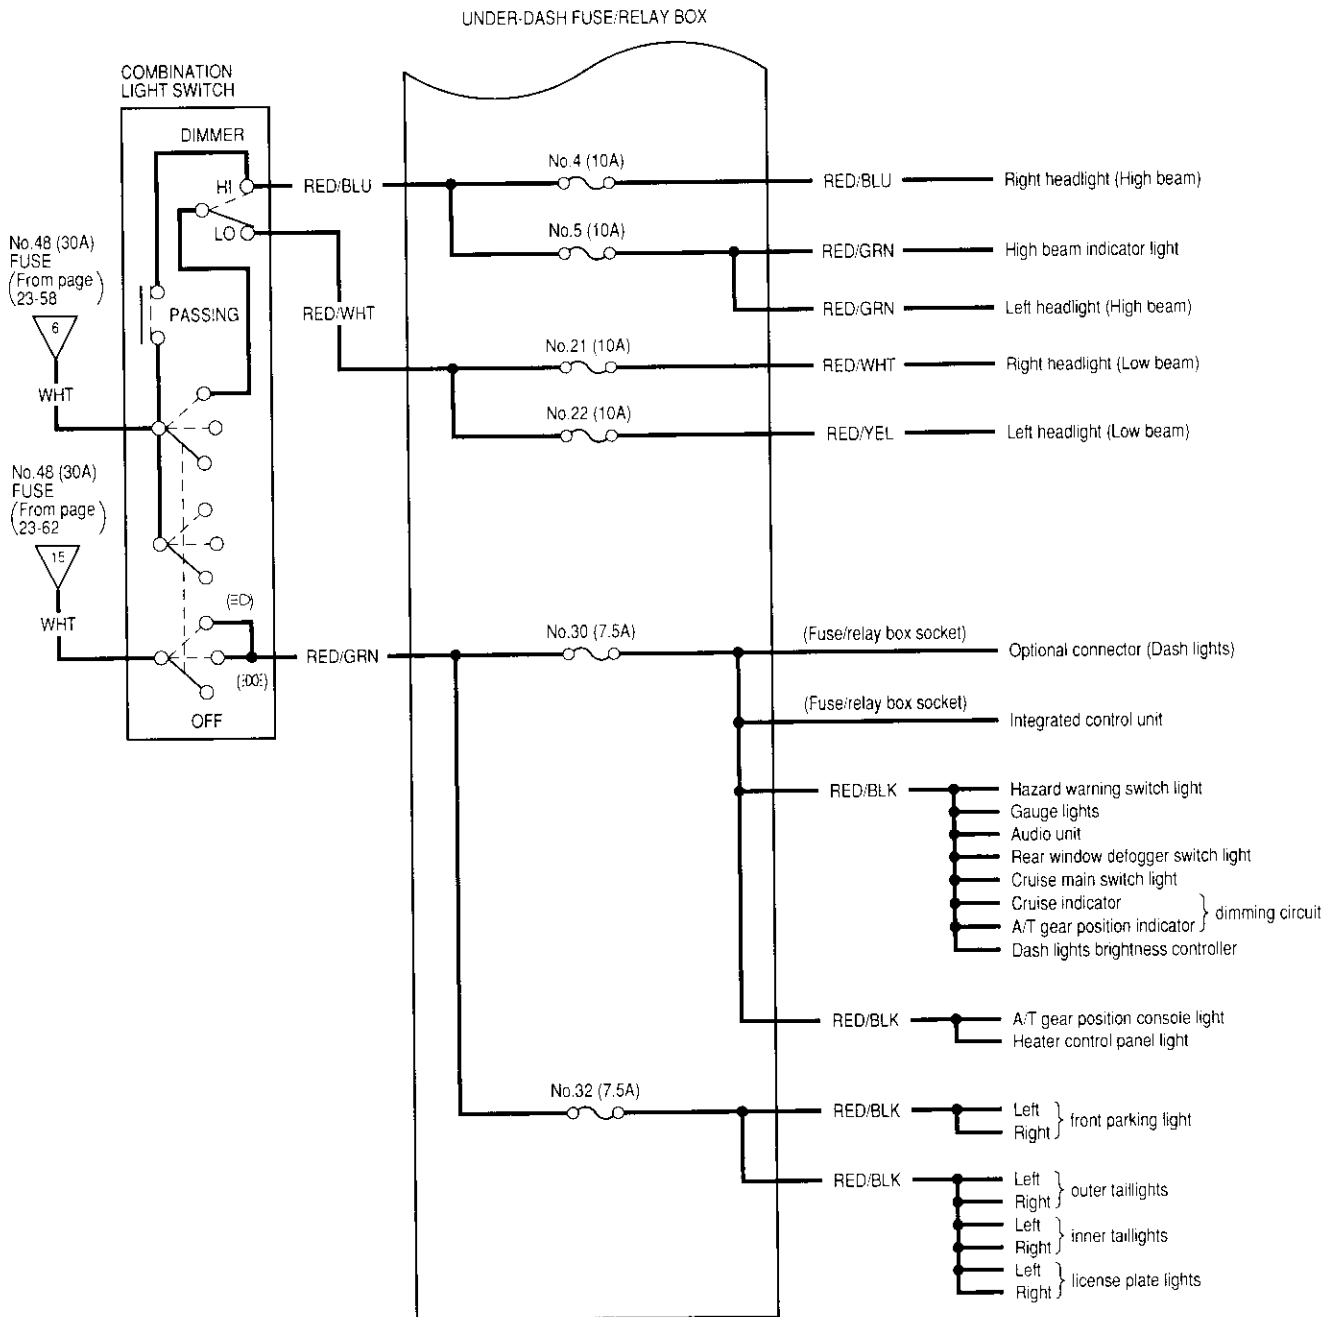 UNDER-DASH FUSE/RELAY BOX
COMBINATION
LIGHT SWITCH
DIMMER
HI
LO
PASSING
No.48 (30A)
FUSE
(From page
23-58)
6
WHT
No.48 (30A)
FUSE
(From page
23-62)
15
WHT
OFF
RED/BLU
RED/WHT
RED/GRN
No.4 (10A)
RED/BLU
Right headlight (High beam)
No.5 (10A)
RED/GRN
High beam indicator light
RED/GRN
Left headlight (High beam)
No.21 (10A)
RED/WHT
Right headlight (Low beam)
No.22 (10A)
RED/YEL
Left headlight (Low beam)
No.30 (7.5A)
(Fuse/relay box socket)
Optional connector (Dash lights)
(Fuse/relay box socket)
Integrated control unit
RED/BLK
Hazard warning switch light
Gauge lights
Audio unit
Rear window defogger switch light
Cruise main switch light
Cruise indicator
A/T gear position indicator
dimming circuit
Dash lights brightness controller
RED/BLK
A/T gear position console light
Heater control panel light
No.32 (7.5A)
RED/BLK
Left
Right
front parking light
RED/BLK
Left
Right
outer taillights
Left
Right
inner taillights
Left
Right
license plate lights